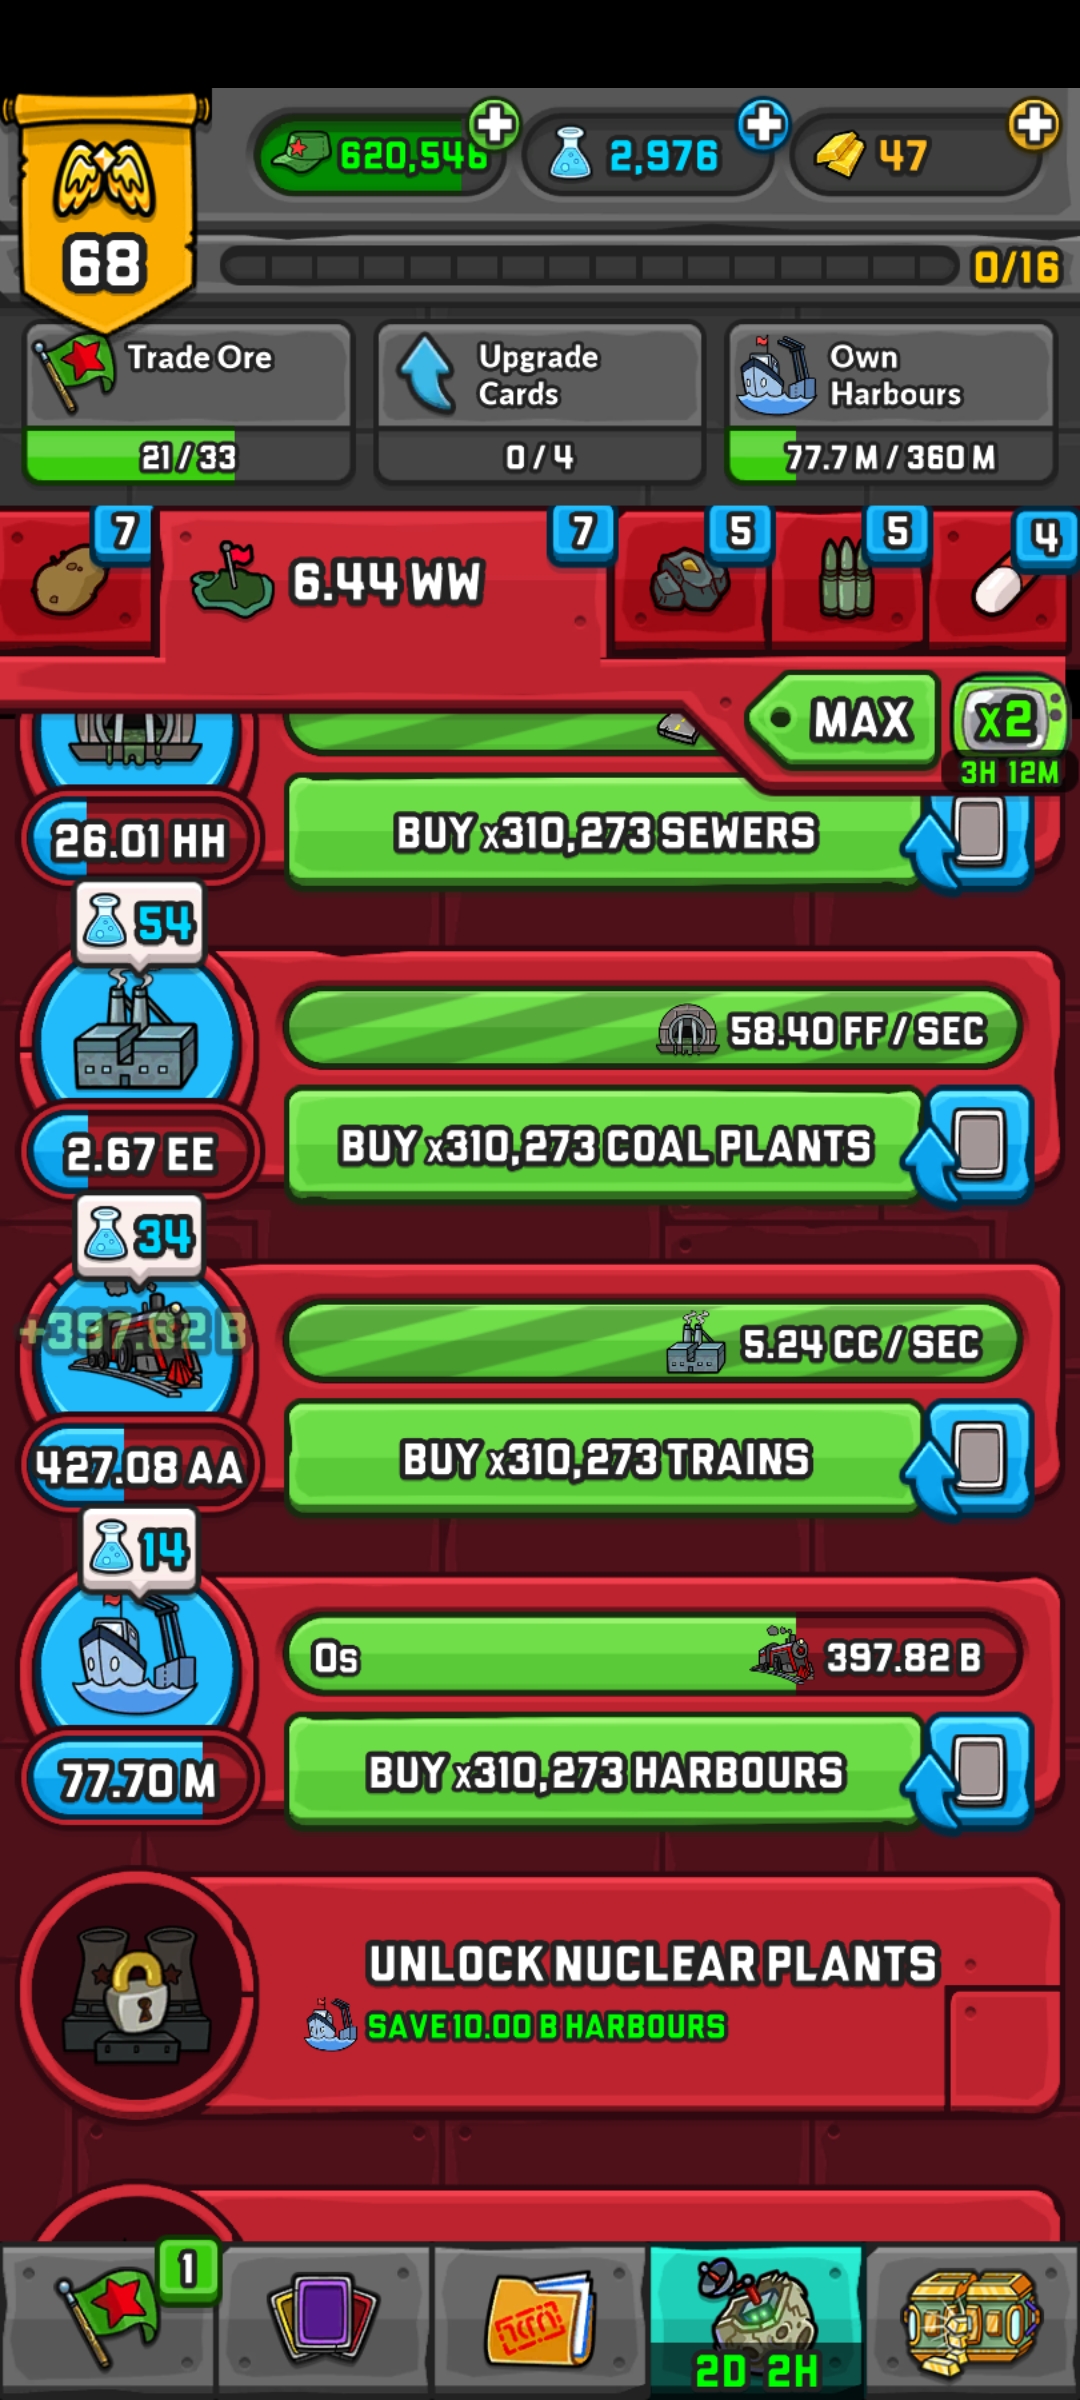 620,546
2,976
47
68
0/16
Trade Ore
21/33
Upgrade
Cards
0/4
Own
Harbours
77.7 M / 360 M
7
6.44 WW
7
5
5
4
MAX
x2
3H 12M
26.01 HH
BUY x310,273 SEWERS
54
58.40 FF / SEC
2.67 EE
BUY x310,273 COAL PLANTS
34
+397.82 B
5.24 CC / SEC
427.08 AA
BUY x310,273 TRAINS
14
0s
397.82 B
77.70 M
BUY x310,273 HARBOURS
UNLOCK NUCLEAR PLANTS
SAVE 10.00 B HARBOURS
1
2D 2H